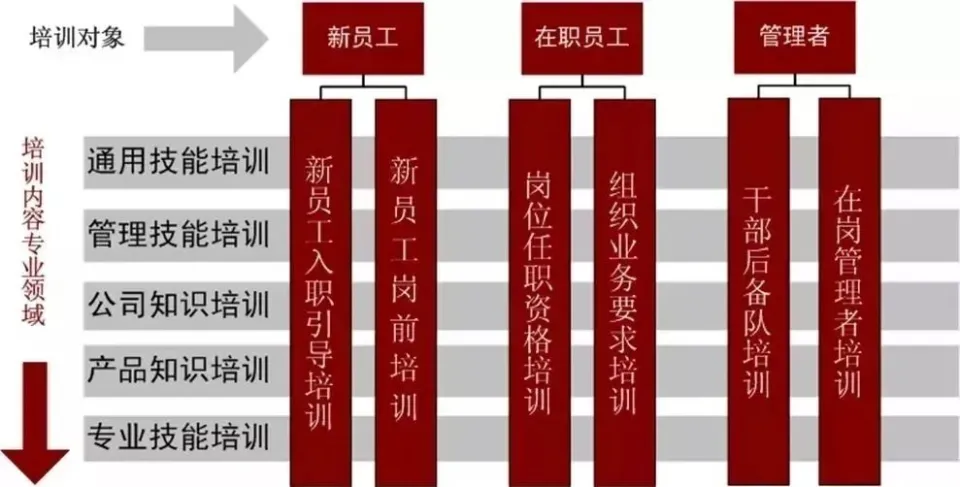 培训对象
新员工
在职员工
管理者
培训内容专业领域
通用技能培训
管理技能培训
公司知识培训
产品知识培训
专业技能培训
新员工入职引导培训
新员工岗前培训
岗位任职资格培训
组织业务要求培训
干部后备队培训
在岗管理者培训